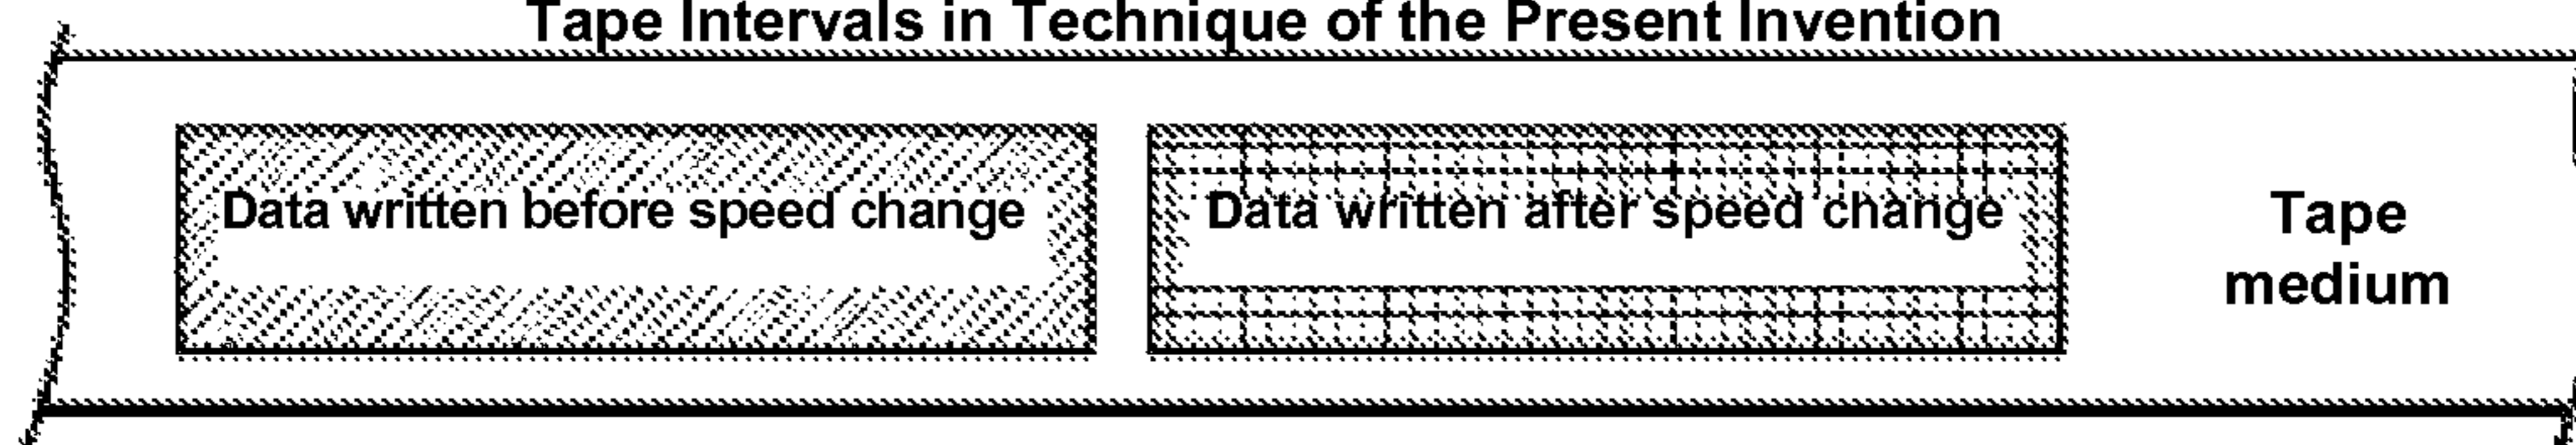 Tape Intervals in Technique of the Present Invention
Data written before speed change
Data written after speed change
Tape
medium